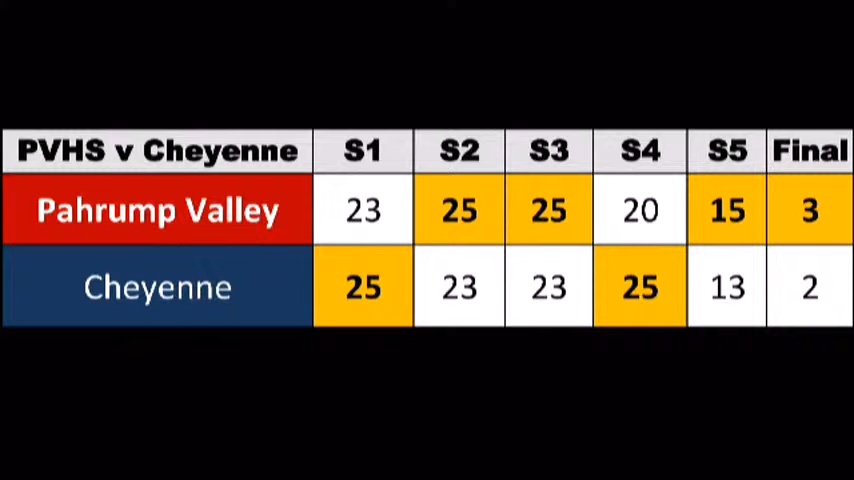 PVHS v Cheyenne S1 S2 S3 S4 S5 Final
Pahrump Valley 23 25 25 20 15 3
Cheyenne 25 23 23 25 13 2